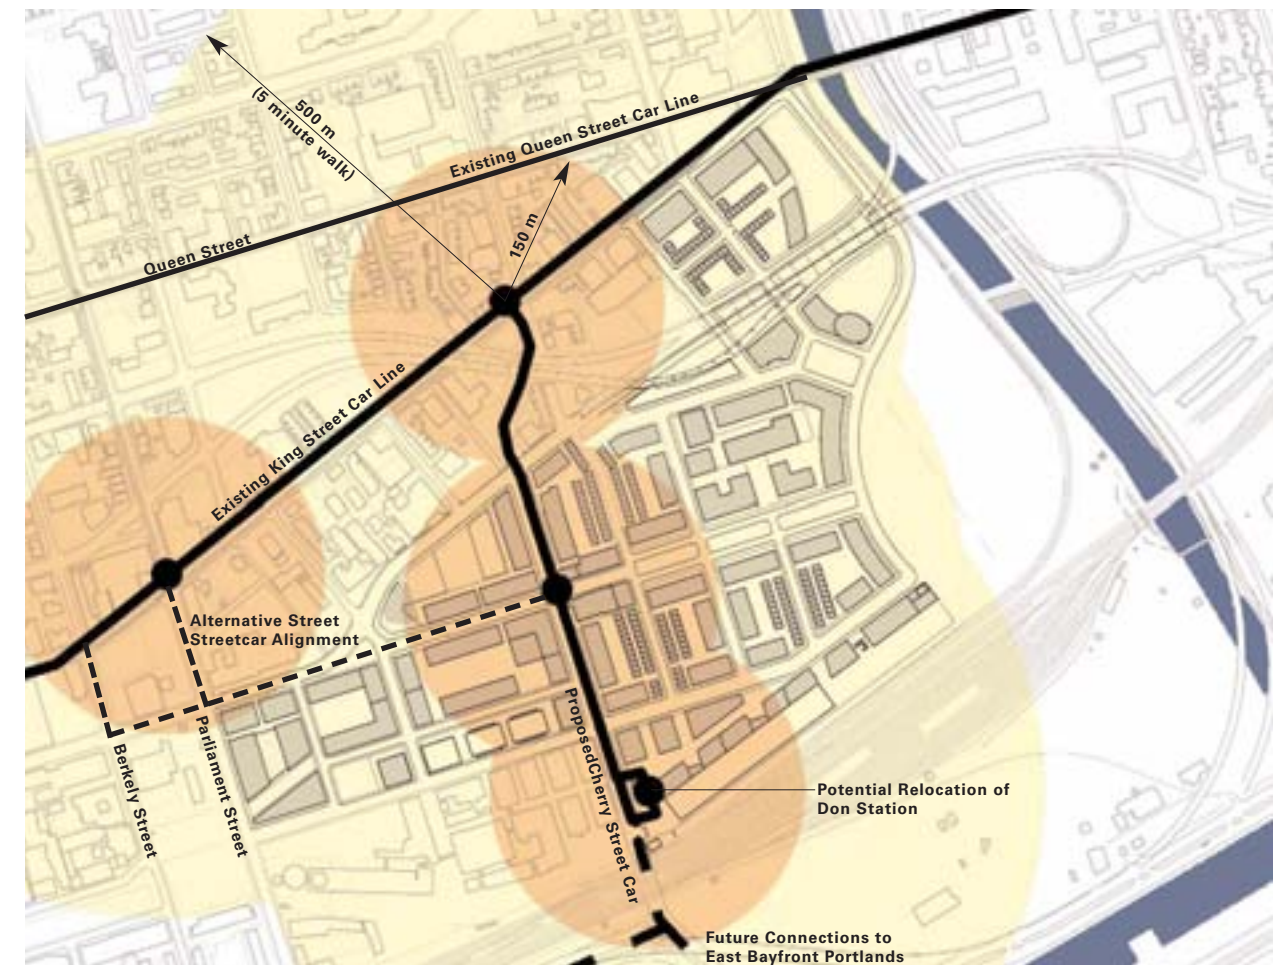 500 m
(5 minute walk)
Existing Queen Street Car Line
150 m
Queen Street
Existing King Street Car Line
Alternative Street
Streetcar Alignment
ProposedCherry Street Car
Parliament Street
Berkely Street
Potential Relocation of
Don Station
Future Connections to
East Bayfront Portlands